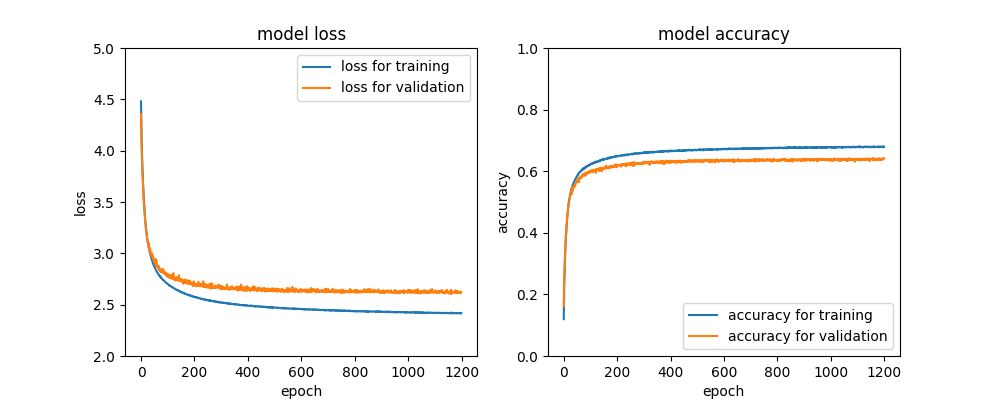 model loss
5.0
4.5
4.0
3.5
3.0
2.5
2.0
loss
loss for training
loss for validation
0 200 400 600 800 1000 1200
epoch
model accuracy
1.0
0.8
0.6
0.4
0.2
0.0
accuracy
accuracy for training
accuracy for validation
0 200 400 600 800 1000 1200
epoch